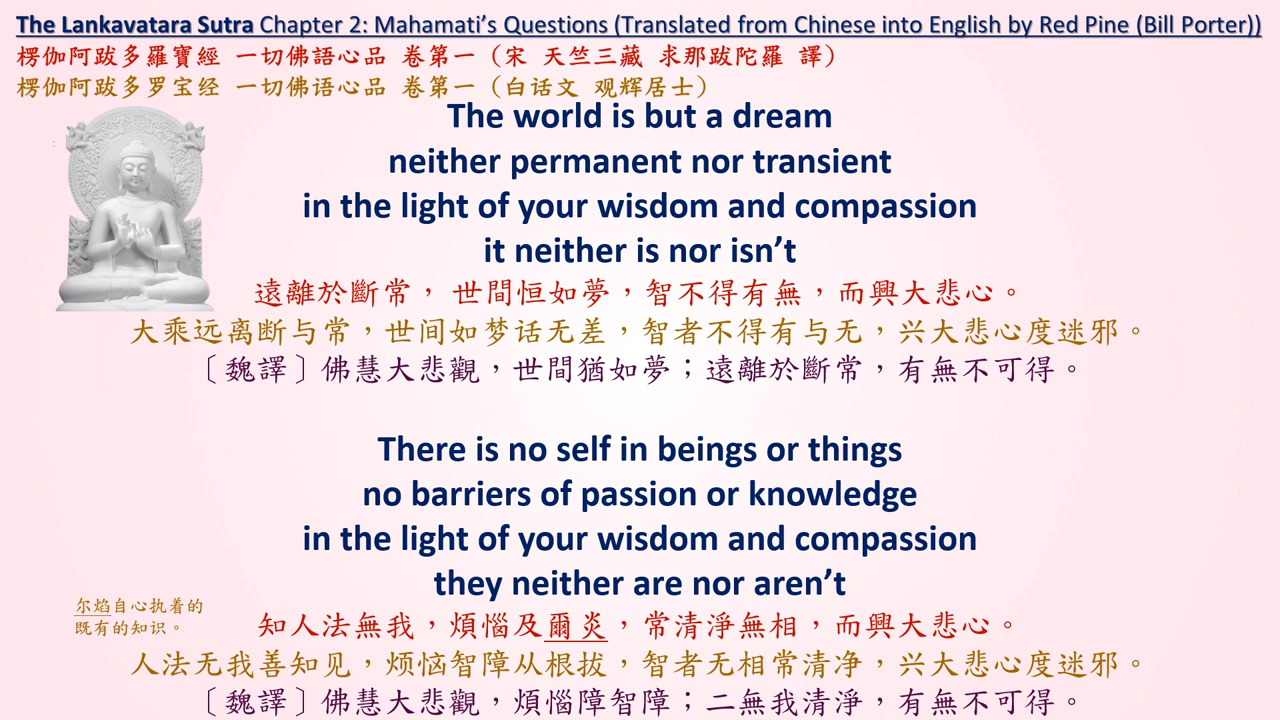 The Lankavatara Sutra Chapter 2: Mahamati’s Questions (Translated from Chinese into English by Red Pine (Bill Porter))
楞伽阿跋多羅寶經 一切佛語心品 卷第一（宋 天竺三藏 求那跋陀羅 譯）
楞伽阿跋多罗宝经 一切佛语心品 卷第一（白话文 观辉居士）
The world is but a dream
neither permanent nor transient
in the light of your wisdom and compassion
it neither is nor isn’t
遠離於斷常，世間恒如夢，智不得有無，而興大悲心。
大乘远离断与常，世间如梦话无差，智者不得有与无，兴大悲心度迷邪。
〔魏譯〕佛慧大悲觀，世間猶如夢；遠離於斷常，有無不可得。
There is no self in beings or things
no barriers of passion or knowledge
in the light of your wisdom and compassion
they neither are nor aren’t
尔焰自心执着的
既有的知识。
知人法無我，煩惱及爾炎，常清淨無相，而興大悲心。
人法无我善知见，烦恼智障从根拔，智者无相常清净，兴大悲心度迷邪。
〔魏譯〕佛慧大悲觀，煩惱障智障；二無我清淨，有無不可得。